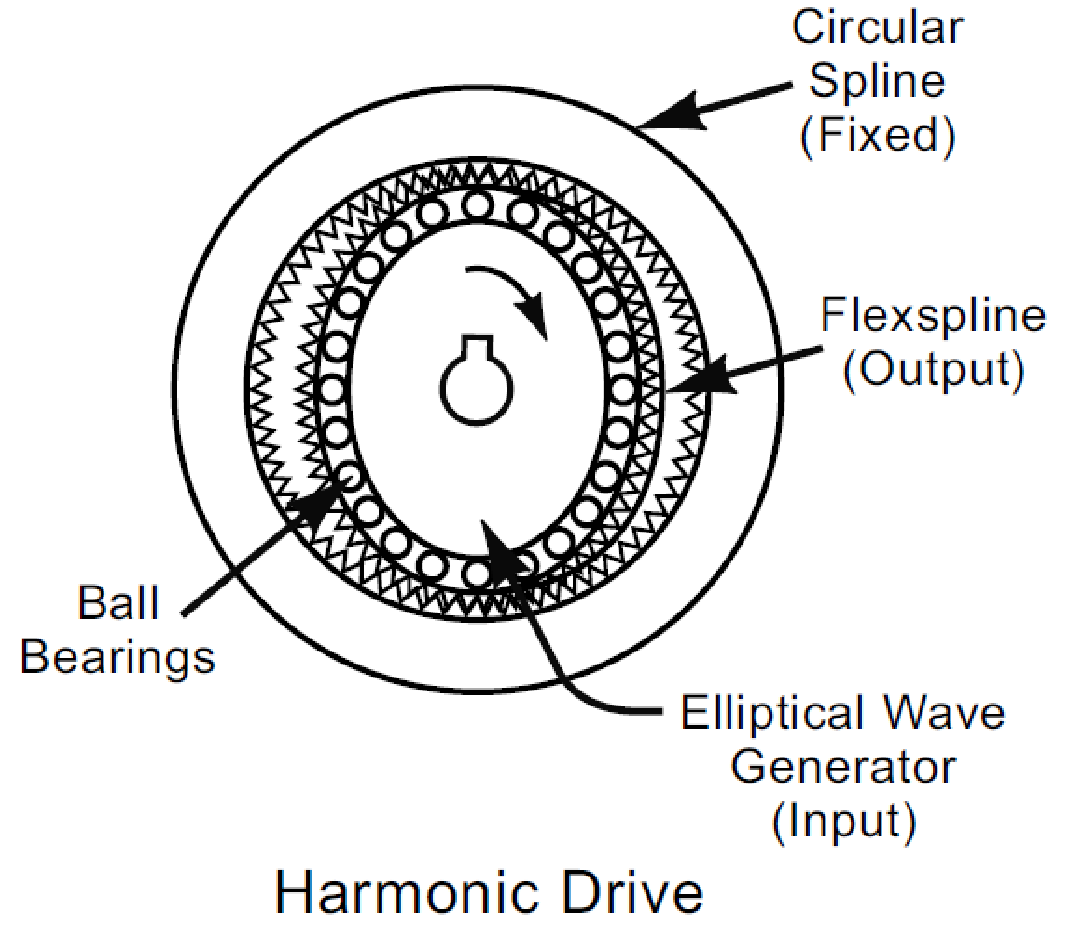 Circular
Spline
(Fixed)
Flexspline
(Output)
Ball
Bearings
Elliptical Wave
Generator
(Input)
Harmonic Drive